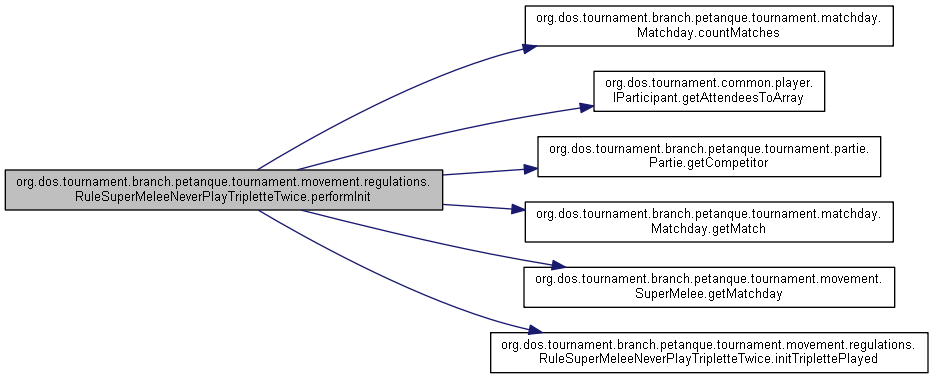 org.dos.tournament.branch.petanque.tournament.movement.regulations.
RuleSuperMeleeNeverPlayTripletteTwice.performInit
org.dos.tournament.branch.petanque.tournament.matchday.
Matchday.countMatches
org.dos.tournament.common.player.
IParticipant.getAttendeesToArray
org.dos.tournament.branch.petanque.tournament.partie.
Partie.getCompetitor
org.dos.tournament.branch.petanque.tournament.matchday.
Matchday.getMatch
org.dos.tournament.branch.petanque.tournament.movement.
SuperMelee.getMatchday
org.dos.tournament.branch.petanque.tournament.movement.regulations.
RuleSuperMeleeNeverPlayTripletteTwice.initTriplettePlayed